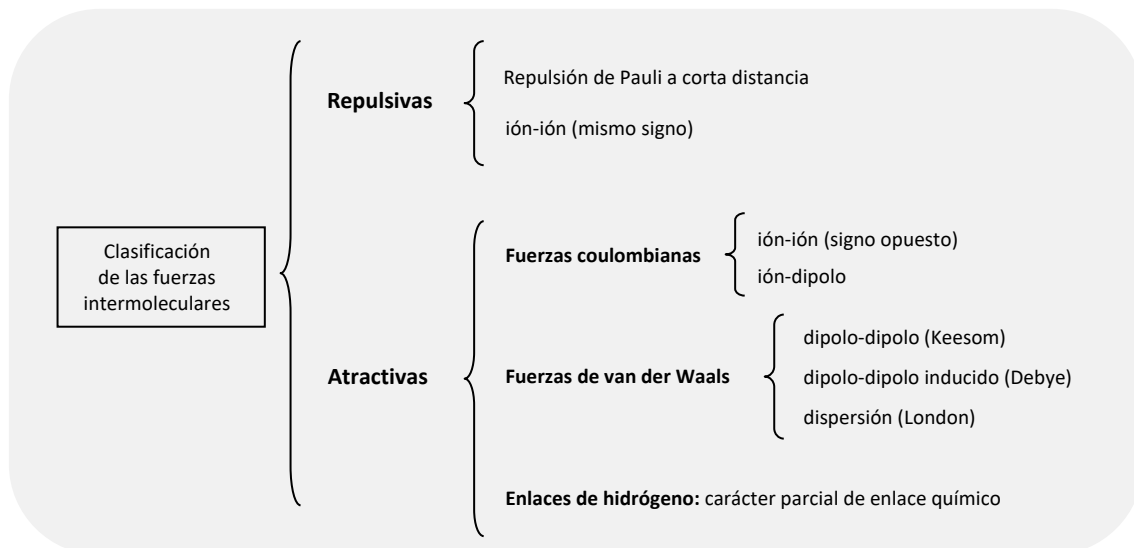 Clasificación
de las fuerzas
intermoleculares
Repulsivas
Repulsión de Pauli a corta distancia
ión-ión (mismo signo)
Atractivas
Fuerzas coulombianas
ión-ión (signo opuesto)
ión-dipolo
Fuerzas de van der Waals
dipolo-dipolo (Keesom)
dipolo-dipolo inducido (Debye)
dispersión (London)
Enlaces de hidrógeno: carácter parcial de enlace químico